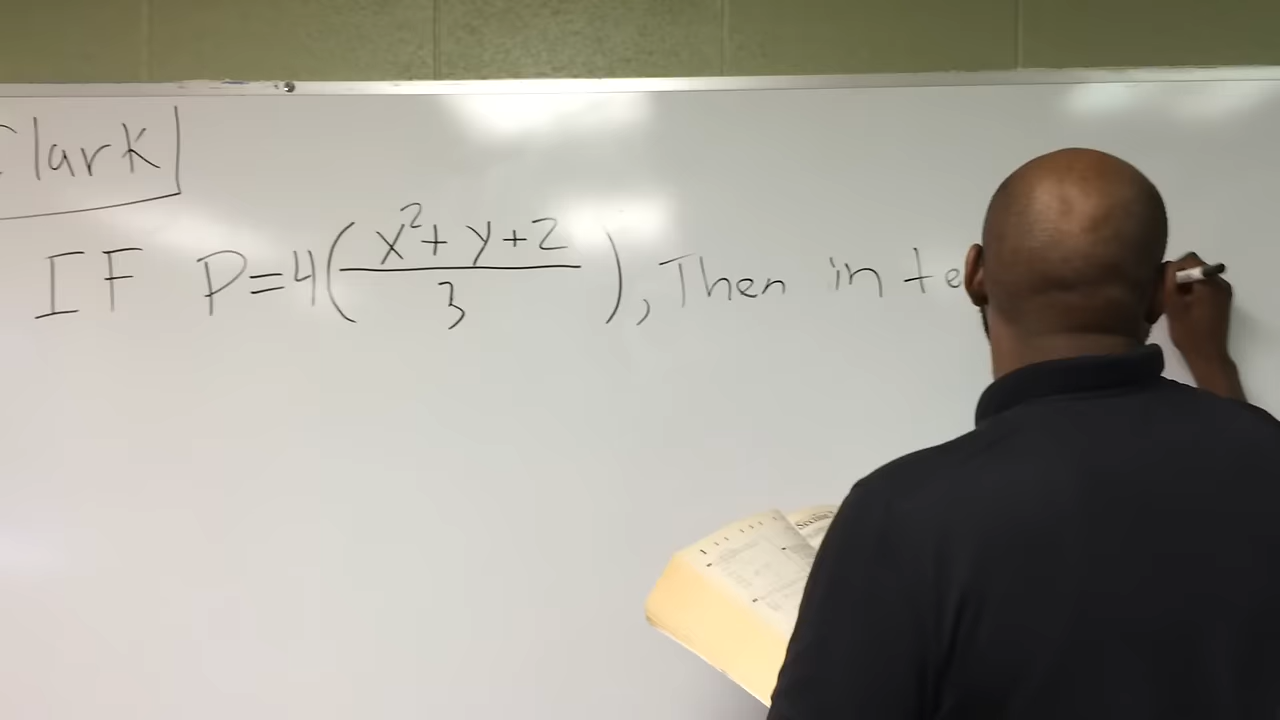 Clark
IF P=4(x²+y+2/3), Then in te